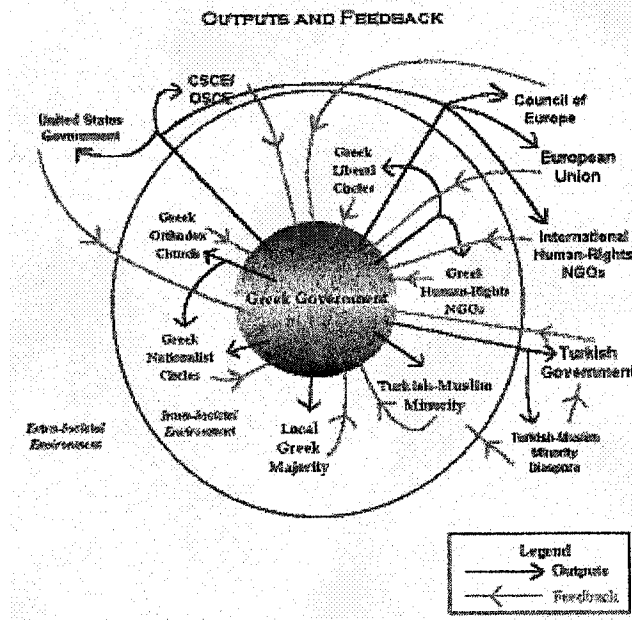 OUTPUTS AND FEEDBACK
CSCE/
OSCE
United States
Government
Council of
Europe
Greek
Liberal
Circles
European
Union
Greek
Orthodox
Church
International
Human-Rights
NGOs
Greek Government
Greek
Human-Rights
NGOs
Greek
Nationalist
Circles
Turkish
Government
Turkish-Muslim
Minority
Extra-Societal
Environment
Intra-Societal
Environment
Local
Greek
Majority
Turkish-Muslim
Minority
Diaspora
Legend
Outputs
Feedback